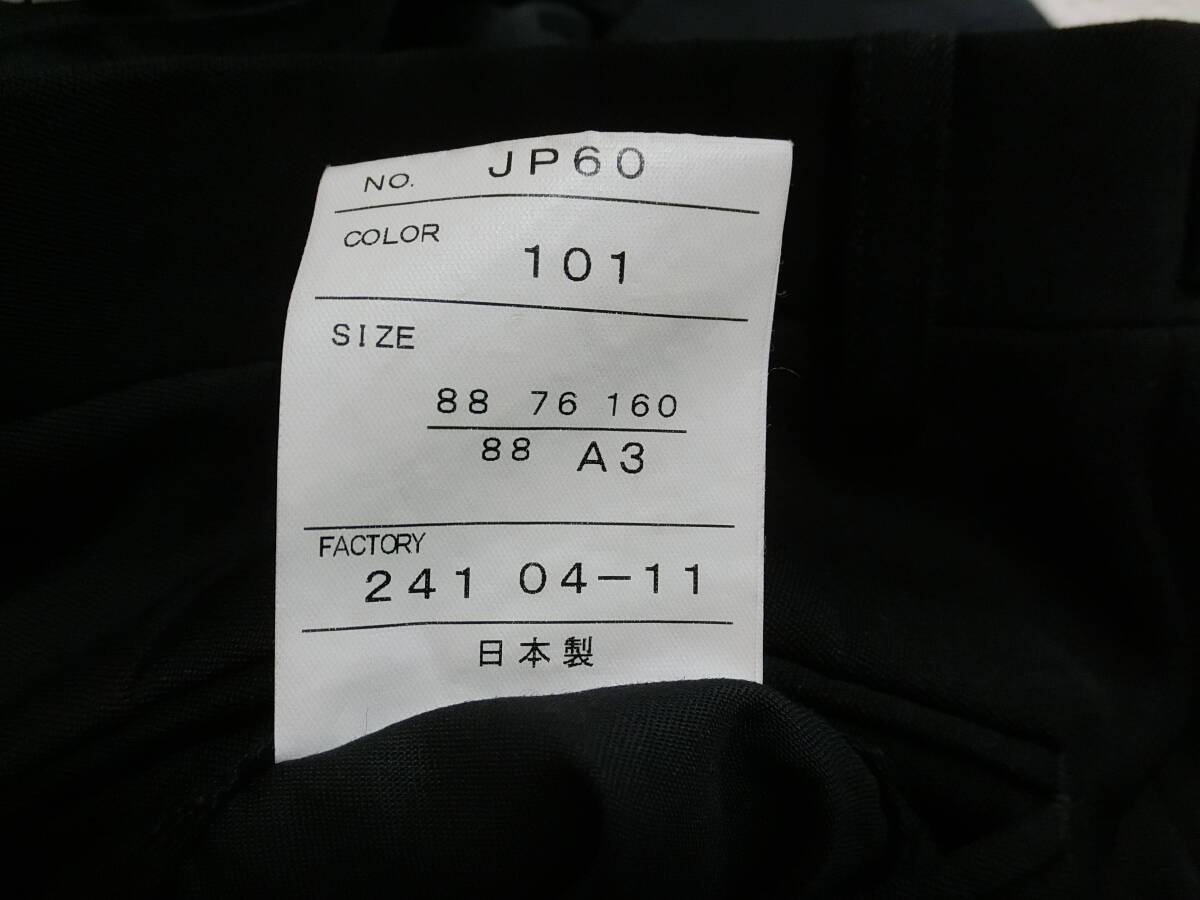 NO. JP60
COLOR
101
SIZE
88 76 160
88 A3
FACTORY
241 04-11
日本製